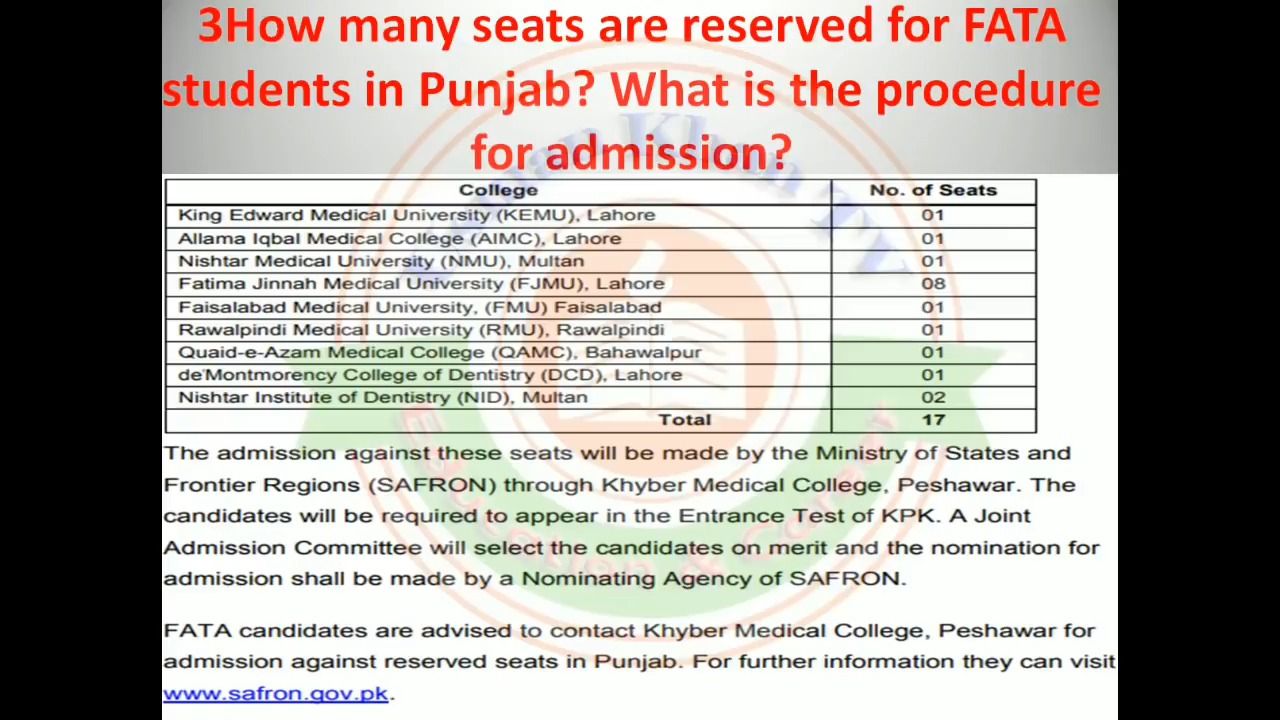 3How many seats are reserved for FATA
students in Punjab? What is the procedure
for admission?
College No. of Seats
King Edward Medical University (KEMU), Lahore 01
Allama Iqbal Medical College (AIMC), Lahore 01
Nishtar Medical University (NMU), Multan 01
Fatima Jinnah Medical University (FJMU), Lahore 08
Faisalabad Medical University, (FMU) Faisalabad 01
Rawalpindi Medical University (RMU), Rawalpindi 01
Quaid-e-Azam Medical College (QAMC), Bahawalpur 01
de'Montmorency College of Dentistry (DCD), Lahore 01
Nishtar Institute of Dentistry (NID), Multan 02
Total 17
The admission against these seats will be made by the Ministry of States and
Frontier Regions (SAFRON) through Khyber Medical College, Peshawar. The
candidates will be required to appear in the Entrance Test of KPK. A Joint
Admission Committee will select the candidates on merit and the nomination for
admission shall be made by a Nominating Agency of SAFRON.
FATA candidates are advised to contact Khyber Medical College, Peshawar for
admission against reserved seats in Punjab. For further information they can visit
www.safron.gov.pk.
Khan TV
Education & Career